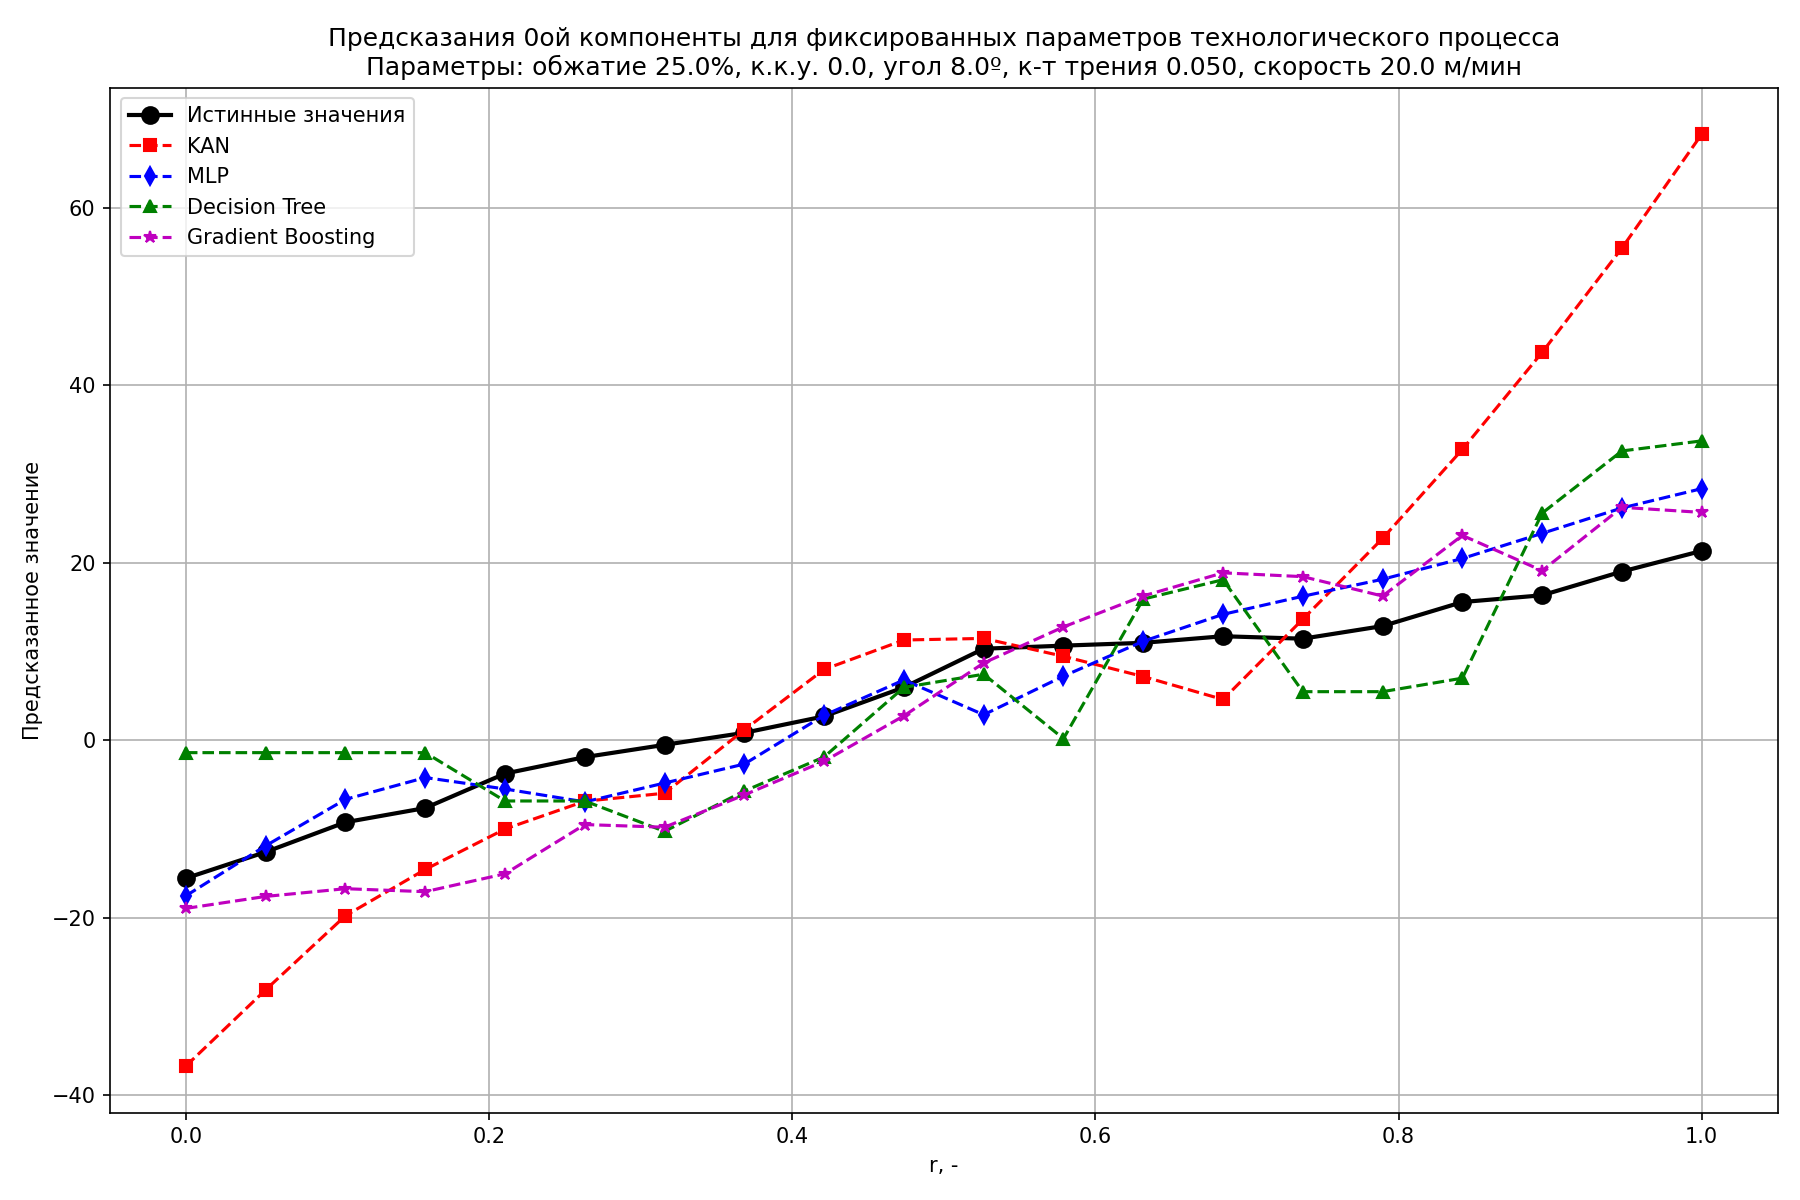 Предсказания 0ой компоненты для фиксированных параметров технологического процесса
Параметры: обжатие 25.0%, к.к.у. 0.0, угол 8.0º, к-т трения 0.050, скорость 20.0 м/мин
Истинные значения
KAN
MLP
Decision Tree
Gradient Boosting
Предсказанное значение
60
40
20
0
−20
−40
0.0
0.2
0.4
0.6
0.8
1.0
r, -